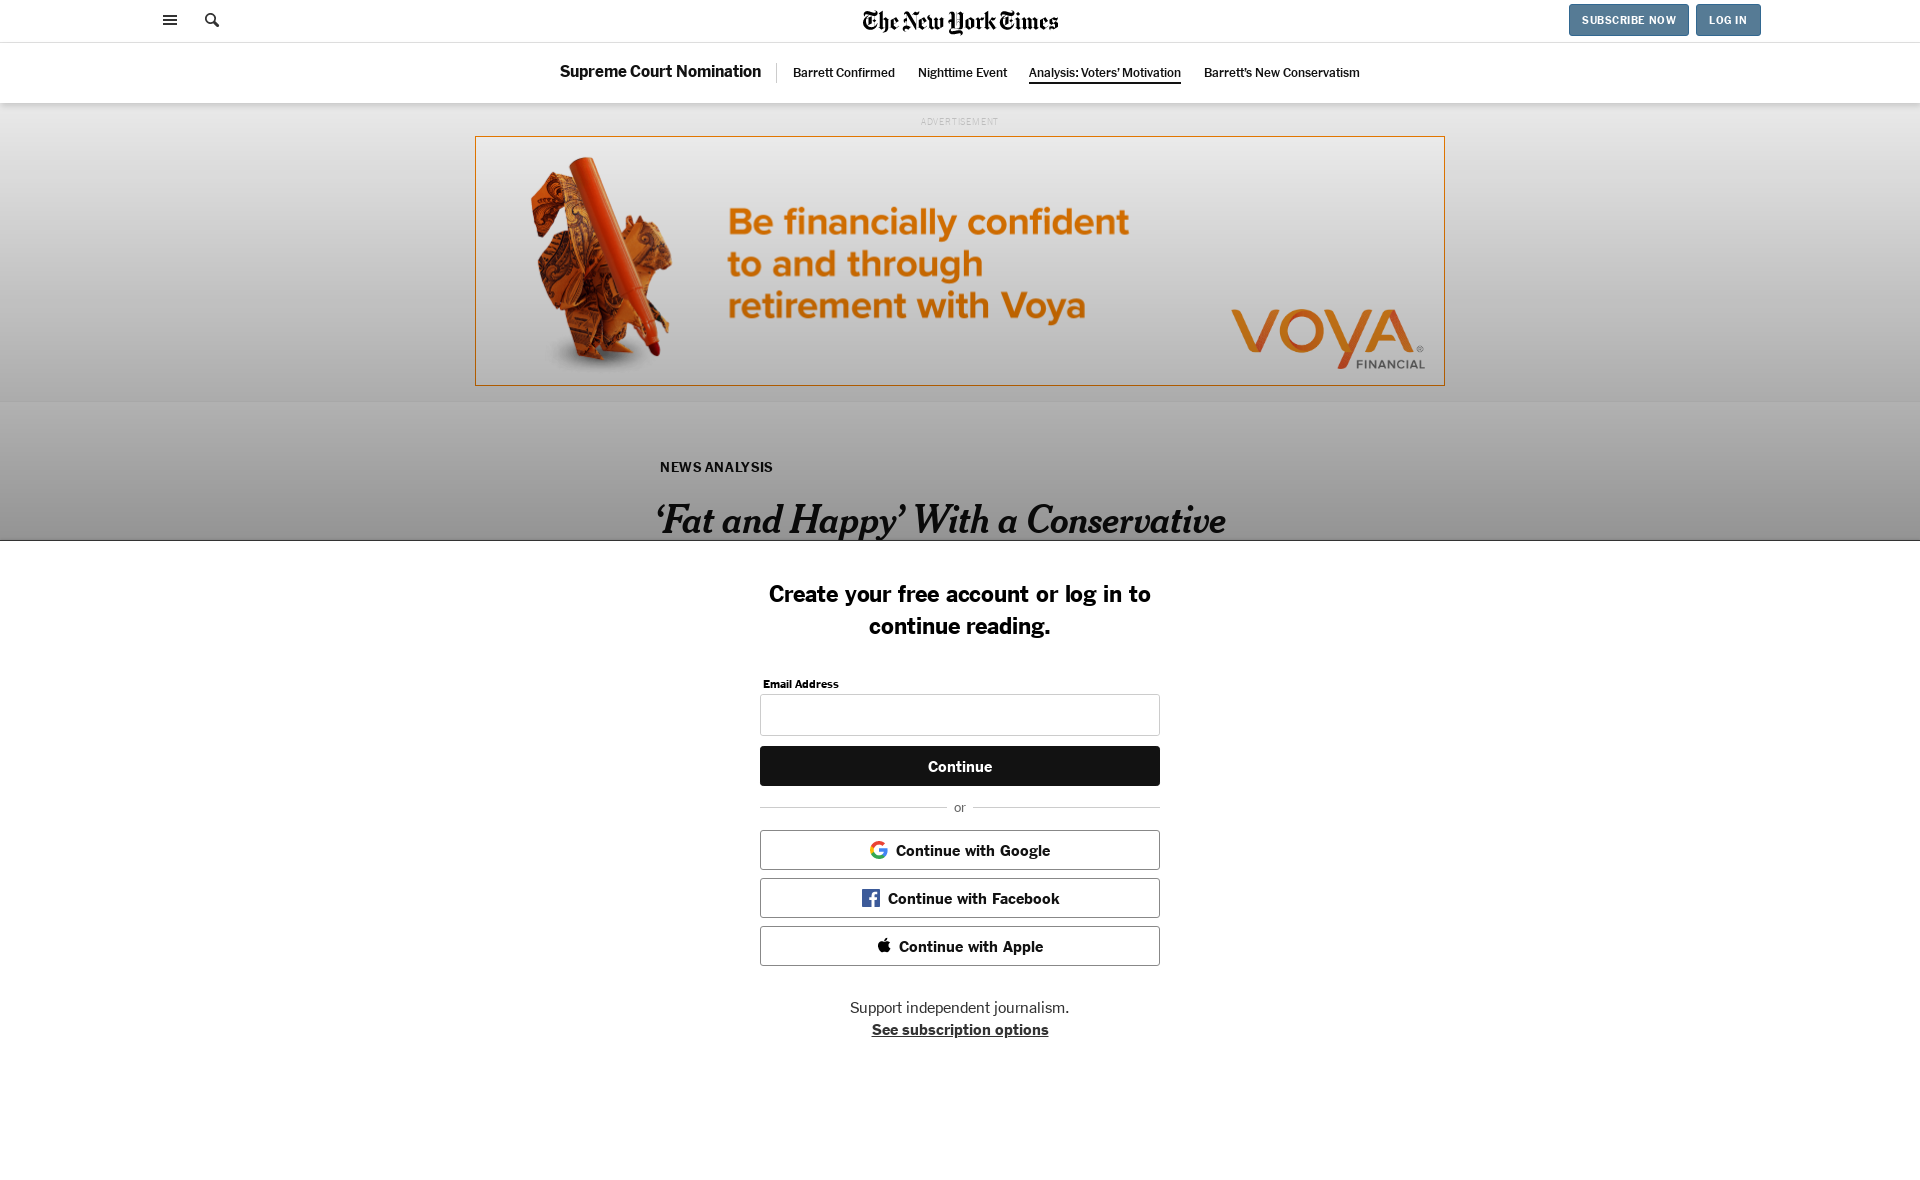 The New York Times
SUBSCRIBE NOW
LOG IN
Supreme Court Nomination
Barrett Confirmed
Nighttime Event
Analysis: Voters’ Motivation
Barrett’s New Conservatism
ADVERTISEMENT
Be financially confident
to and through
retirement with Voya
VOYA®
FINANCIAL
NEWS ANALYSIS
‘Fat and Happy’ With a Conservative
Create your free account or log in to
continue reading.
Email Address
Continue
or
Continue with Google
Continue with Facebook
Continue with Apple
Support independent journalism.
See subscription options